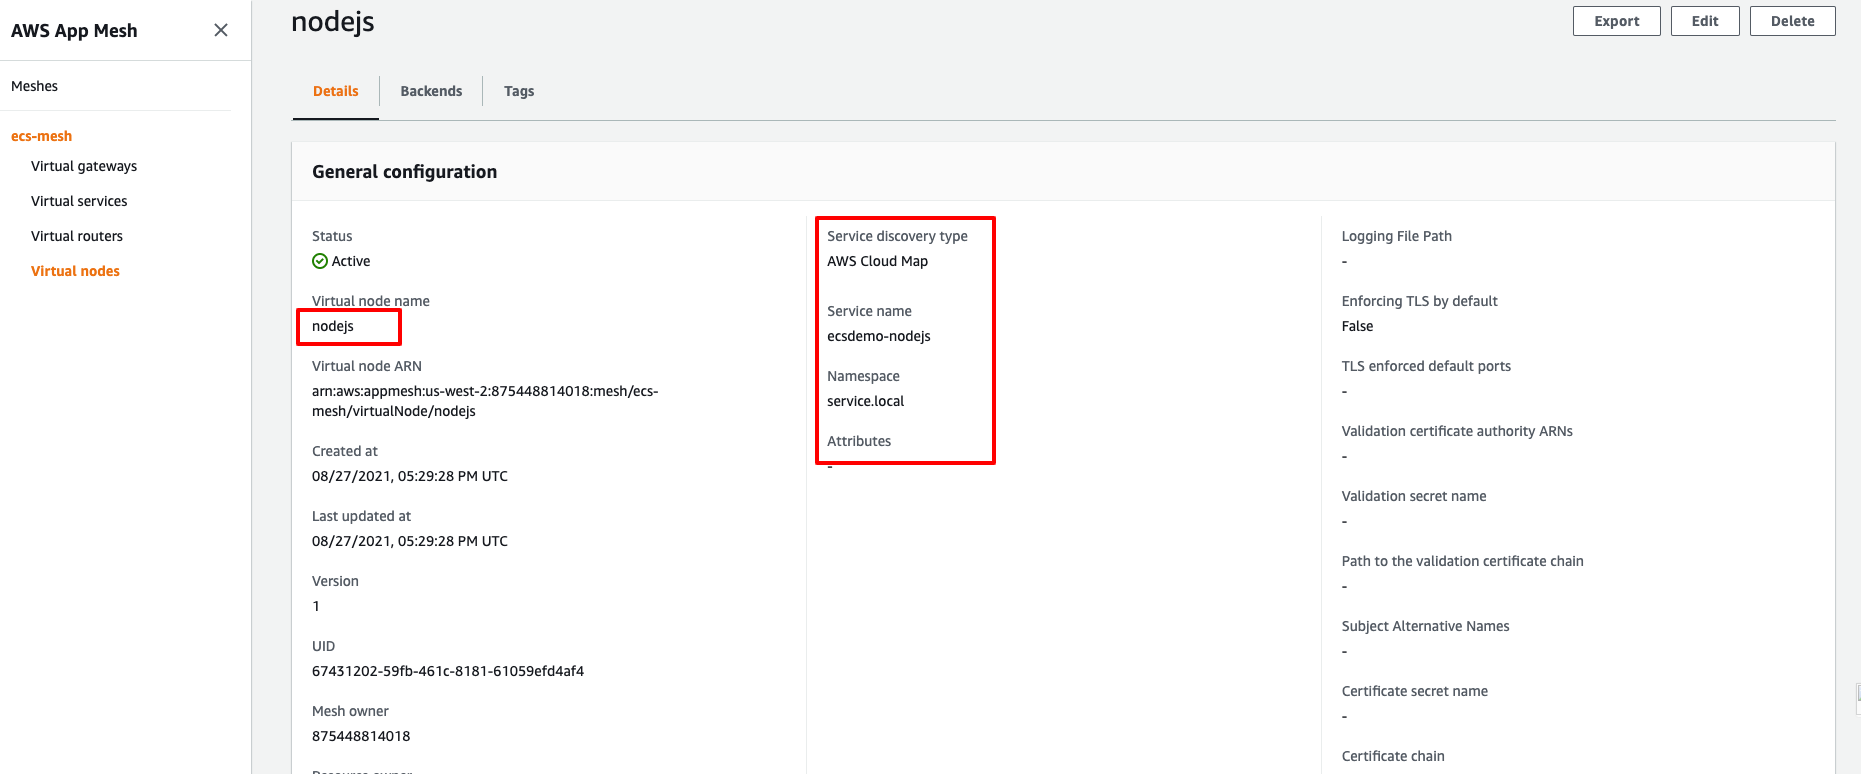 AWS App Mesh
Meshes
ecs-mesh
Virtual gateways
Virtual services
Virtual routers
Virtual nodes
nodejs
Export
Edit
Delete
Details
Backends
Tags
General configuration
Status
Active
Virtual node name
nodejs
Virtual node ARN
arn:aws:appmesh:us-west-2:875448814018:mesh/ecs-
mesh/virtualNode/nodejs
Created at
08/27/2021, 05:29:28 PM UTC
Last updated at
08/27/2021, 05:29:28 PM UTC
Version
1
UID
67431202-59fb-461c-8181-61059efd4af4
Mesh owner
875448814018
Resource owner
Service discovery type
AWS Cloud Map
Service name
ecsdemo-nodejs
Namespace
service.local
Attributes
-
Logging File Path
-
Enforcing TLS by default
False
TLS enforced default ports
-
Validation certificate authority ARNs
-
Validation secret name
-
Path to the validation certificate chain
-
Subject Alternative Names
-
Certificate secret name
-
Certificate chain